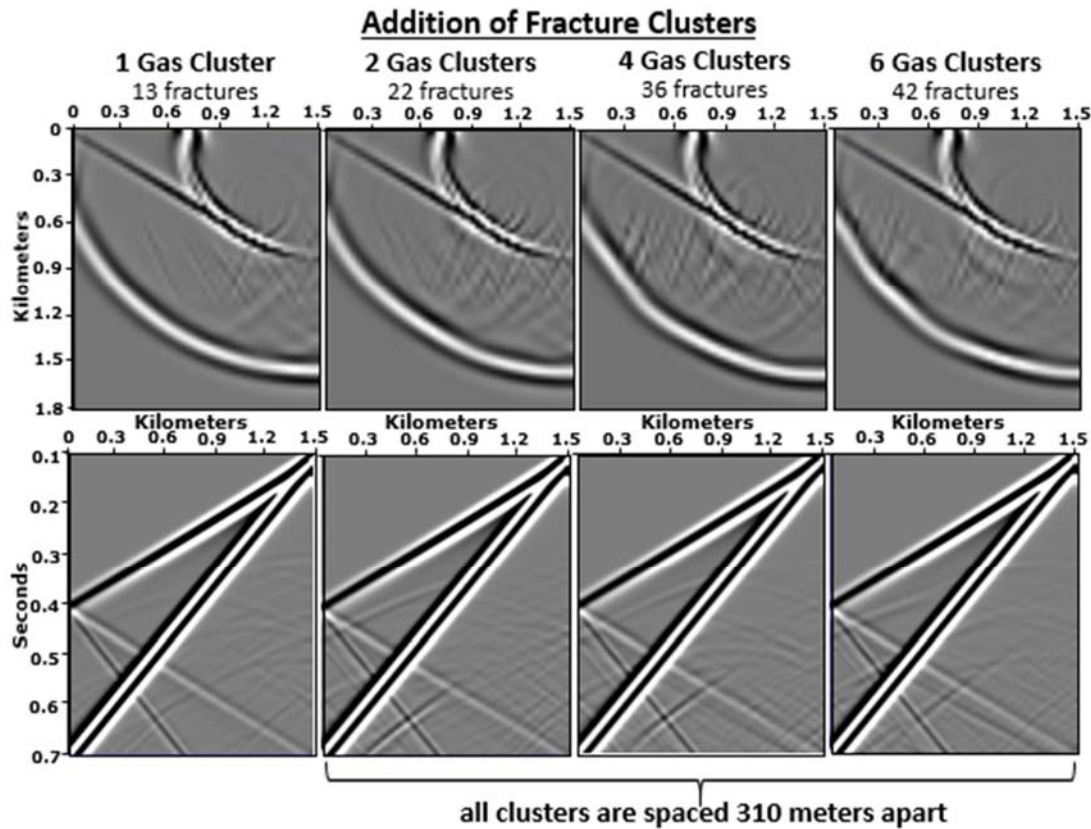 Addition of Fracture Clusters
1 Gas Cluster 2 Gas Clusters 4 Gas Clusters 6 Gas Clusters
13 fractures 22 fractures 36 fractures 42 fractures
0 0.3 0.6 0.9 1.2 1.5 0.3 0.6 0.9 1.2 1.5 0.3 0.6 0.9 1.2 1.5 0.3 0.6 0.9 1.2 1.5
0
0.3
0.6
0.9
1.2
1.5
1.8
Kilometers
Kilometers Kilometers Kilometers Kilometers
0 0.3 0.6 0.9 1.2 1.5 0.3 0.6 0.9 1.2 1.5 0.3 0.6 0.9 1.2 1.5 0.3 0.6 0.9 1.2 1.5
0.1
0.2
0.3
0.4
0.5
0.6
0.7
Seconds
all clusters are spaced 310 meters apart